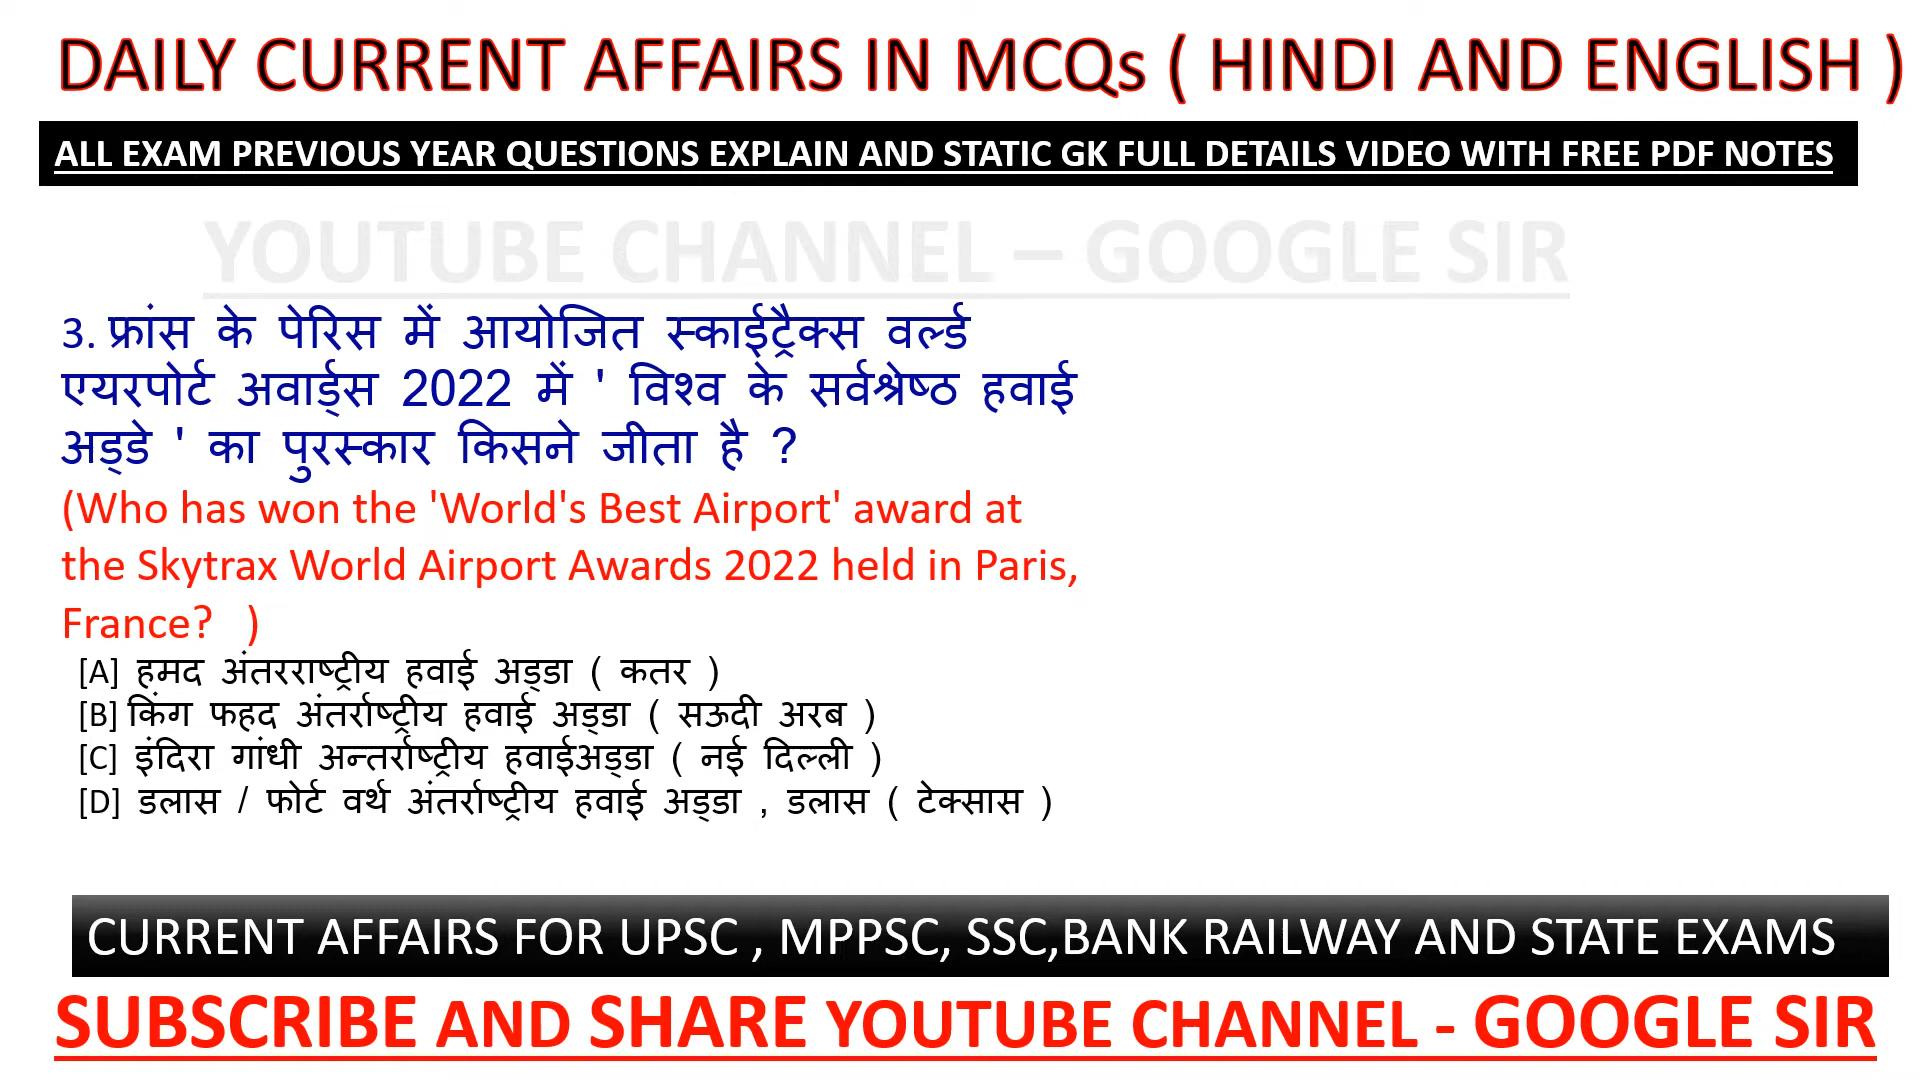 DAILY CURRENT AFFAIRS IN MCQs ( HINDI AND ENGLISH )
ALL EXAM PREVIOUS YEAR QUESTIONS EXPLAIN AND STATIC GK FULL DETAILS VIDEO WITH FREE PDF NOTES
YOUTUBE CHANNEL – GOOGLE SIR
3. फ्रांस के पेरिस में आयोजित स्काईट्रैक्स वर्ल्ड
एयरपोर्ट अवार्ड्स 2022 में ' विश्व के सर्वश्रेष्ठ हवाई
अड्डे ' का पुरस्कार किसने जीता है ?
(Who has won the 'World's Best Airport' award at
the Skytrax World Airport Awards 2022 held in Paris,
France? )
[A] हमद अंतरराष्ट्रीय हवाई अड्डा ( कतर )
[B] किंग फहद अंतर्राष्ट्रीय हवाई अड्डा ( सऊदी अरब )
[C] इंदिरा गांधी अन्तर्राष्ट्रीय हवाईअड्डा ( नई दिल्ली )
[D] डलास / फोर्ट वर्थ अंतर्राष्ट्रीय हवाई अड्डा , डलास ( टेक्सास )
CURRENT AFFAIRS FOR UPSC , MPPSC, SSC,BANK RAILWAY AND STATE EXAMS
SUBSCRIBE AND SHARE YOUTUBE CHANNEL - GOOGLE SIR